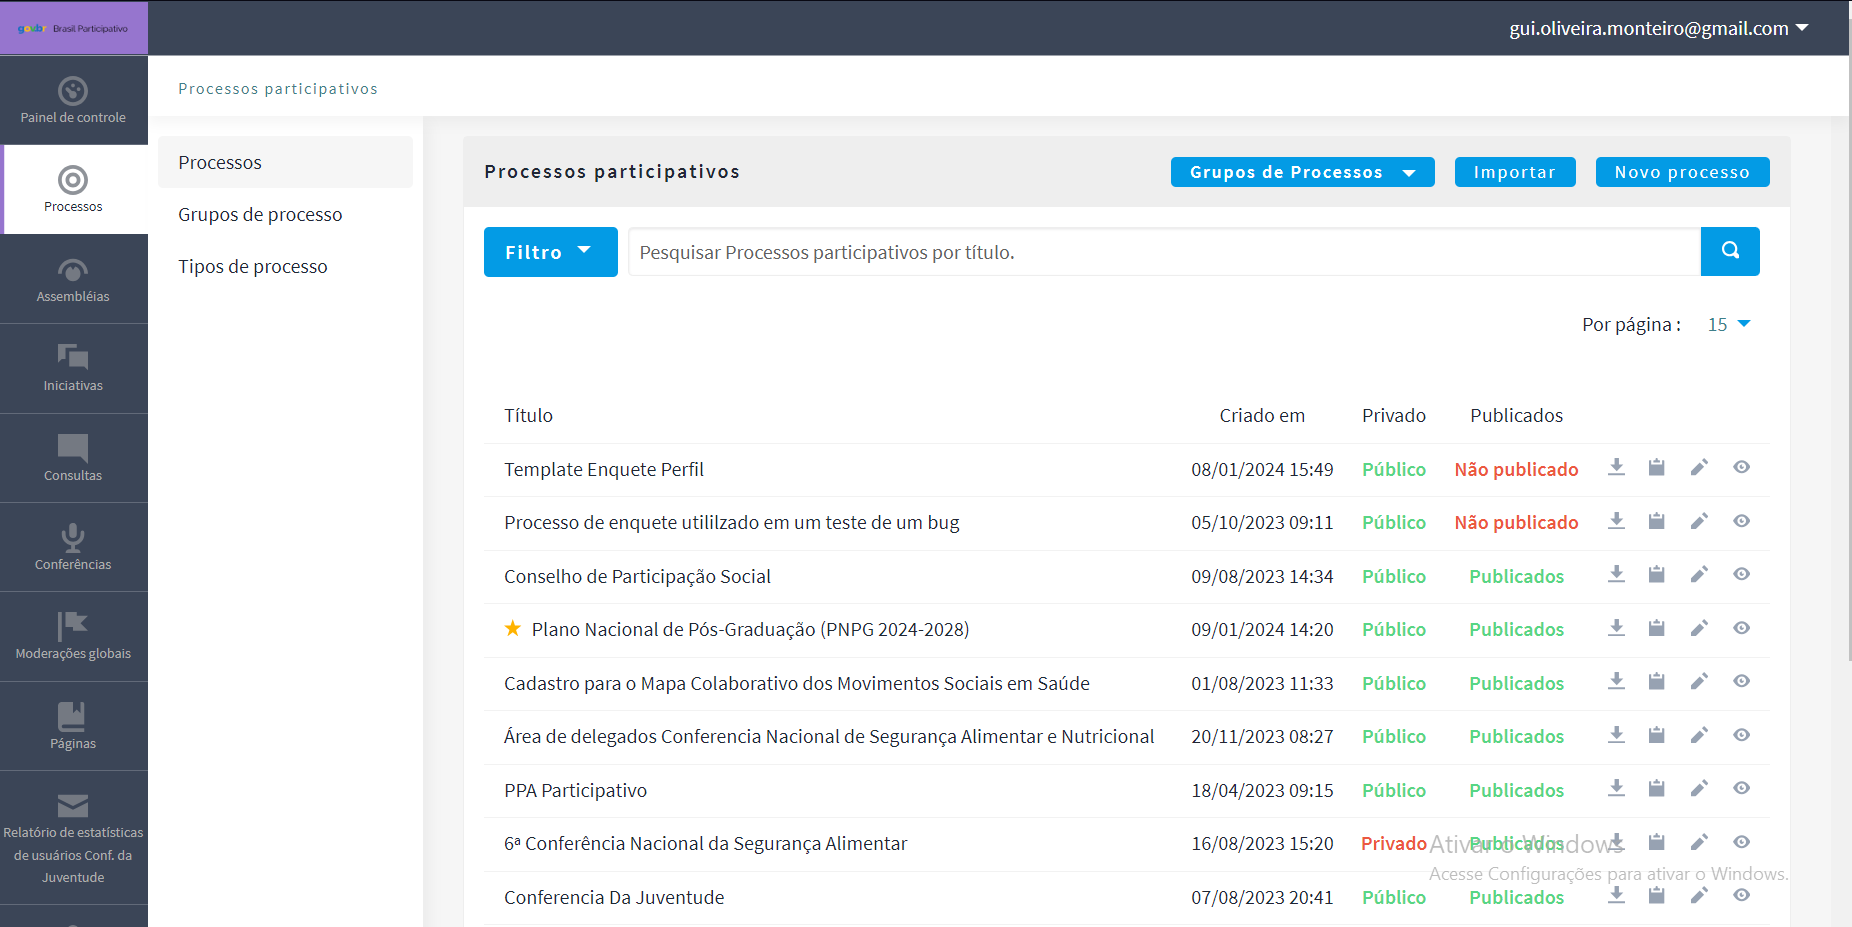 gov.br Brasil Participativo
gui.oliveira.monteiro@gmail.com
Painel de controle
Processos
Assembléias
Iniciativas
Consultas
Conferências
Moderações globais
Páginas
Relatório de estatísticas
de usuários Conf. da
Juventude
Processos participativos
Processos
Grupos de processo
Tipos de processo
Processos participativos
Grupos de Processos
Importar
Novo processo
Filtro
Pesquisar Processos participativos por título.
Por página : 15
Título Criado em Privado Publicados
Template Enquete Perfil 08/01/2024 15:49 Público Não publicado
Processo de enquete utililzado em um teste de um bug 05/10/2023 09:11 Público Não publicado
Conselho de Participação Social 09/08/2023 14:34 Público Publicados
Plano Nacional de Pós-Graduação (PNPG 2024-2028) 09/01/2024 14:20 Público Publicados
Cadastro para o Mapa Colaborativo dos Movimentos Sociais em Saúde 01/08/2023 11:33 Público Publicados
Área de delegados Conferencia Nacional de Segurança Alimentar e Nutricional 20/11/2023 08:27 Público Publicados
PPA Participativo 18/04/2023 09:15 Público Publicados
6ª Conferência Nacional da Segurança Alimentar 16/08/2023 15:20 Privado Publicados
Conferencia Da Juventude 07/08/2023 20:41 Público Publicados
Ativar o Windows
Acesse Configurações para ativar o Windows.